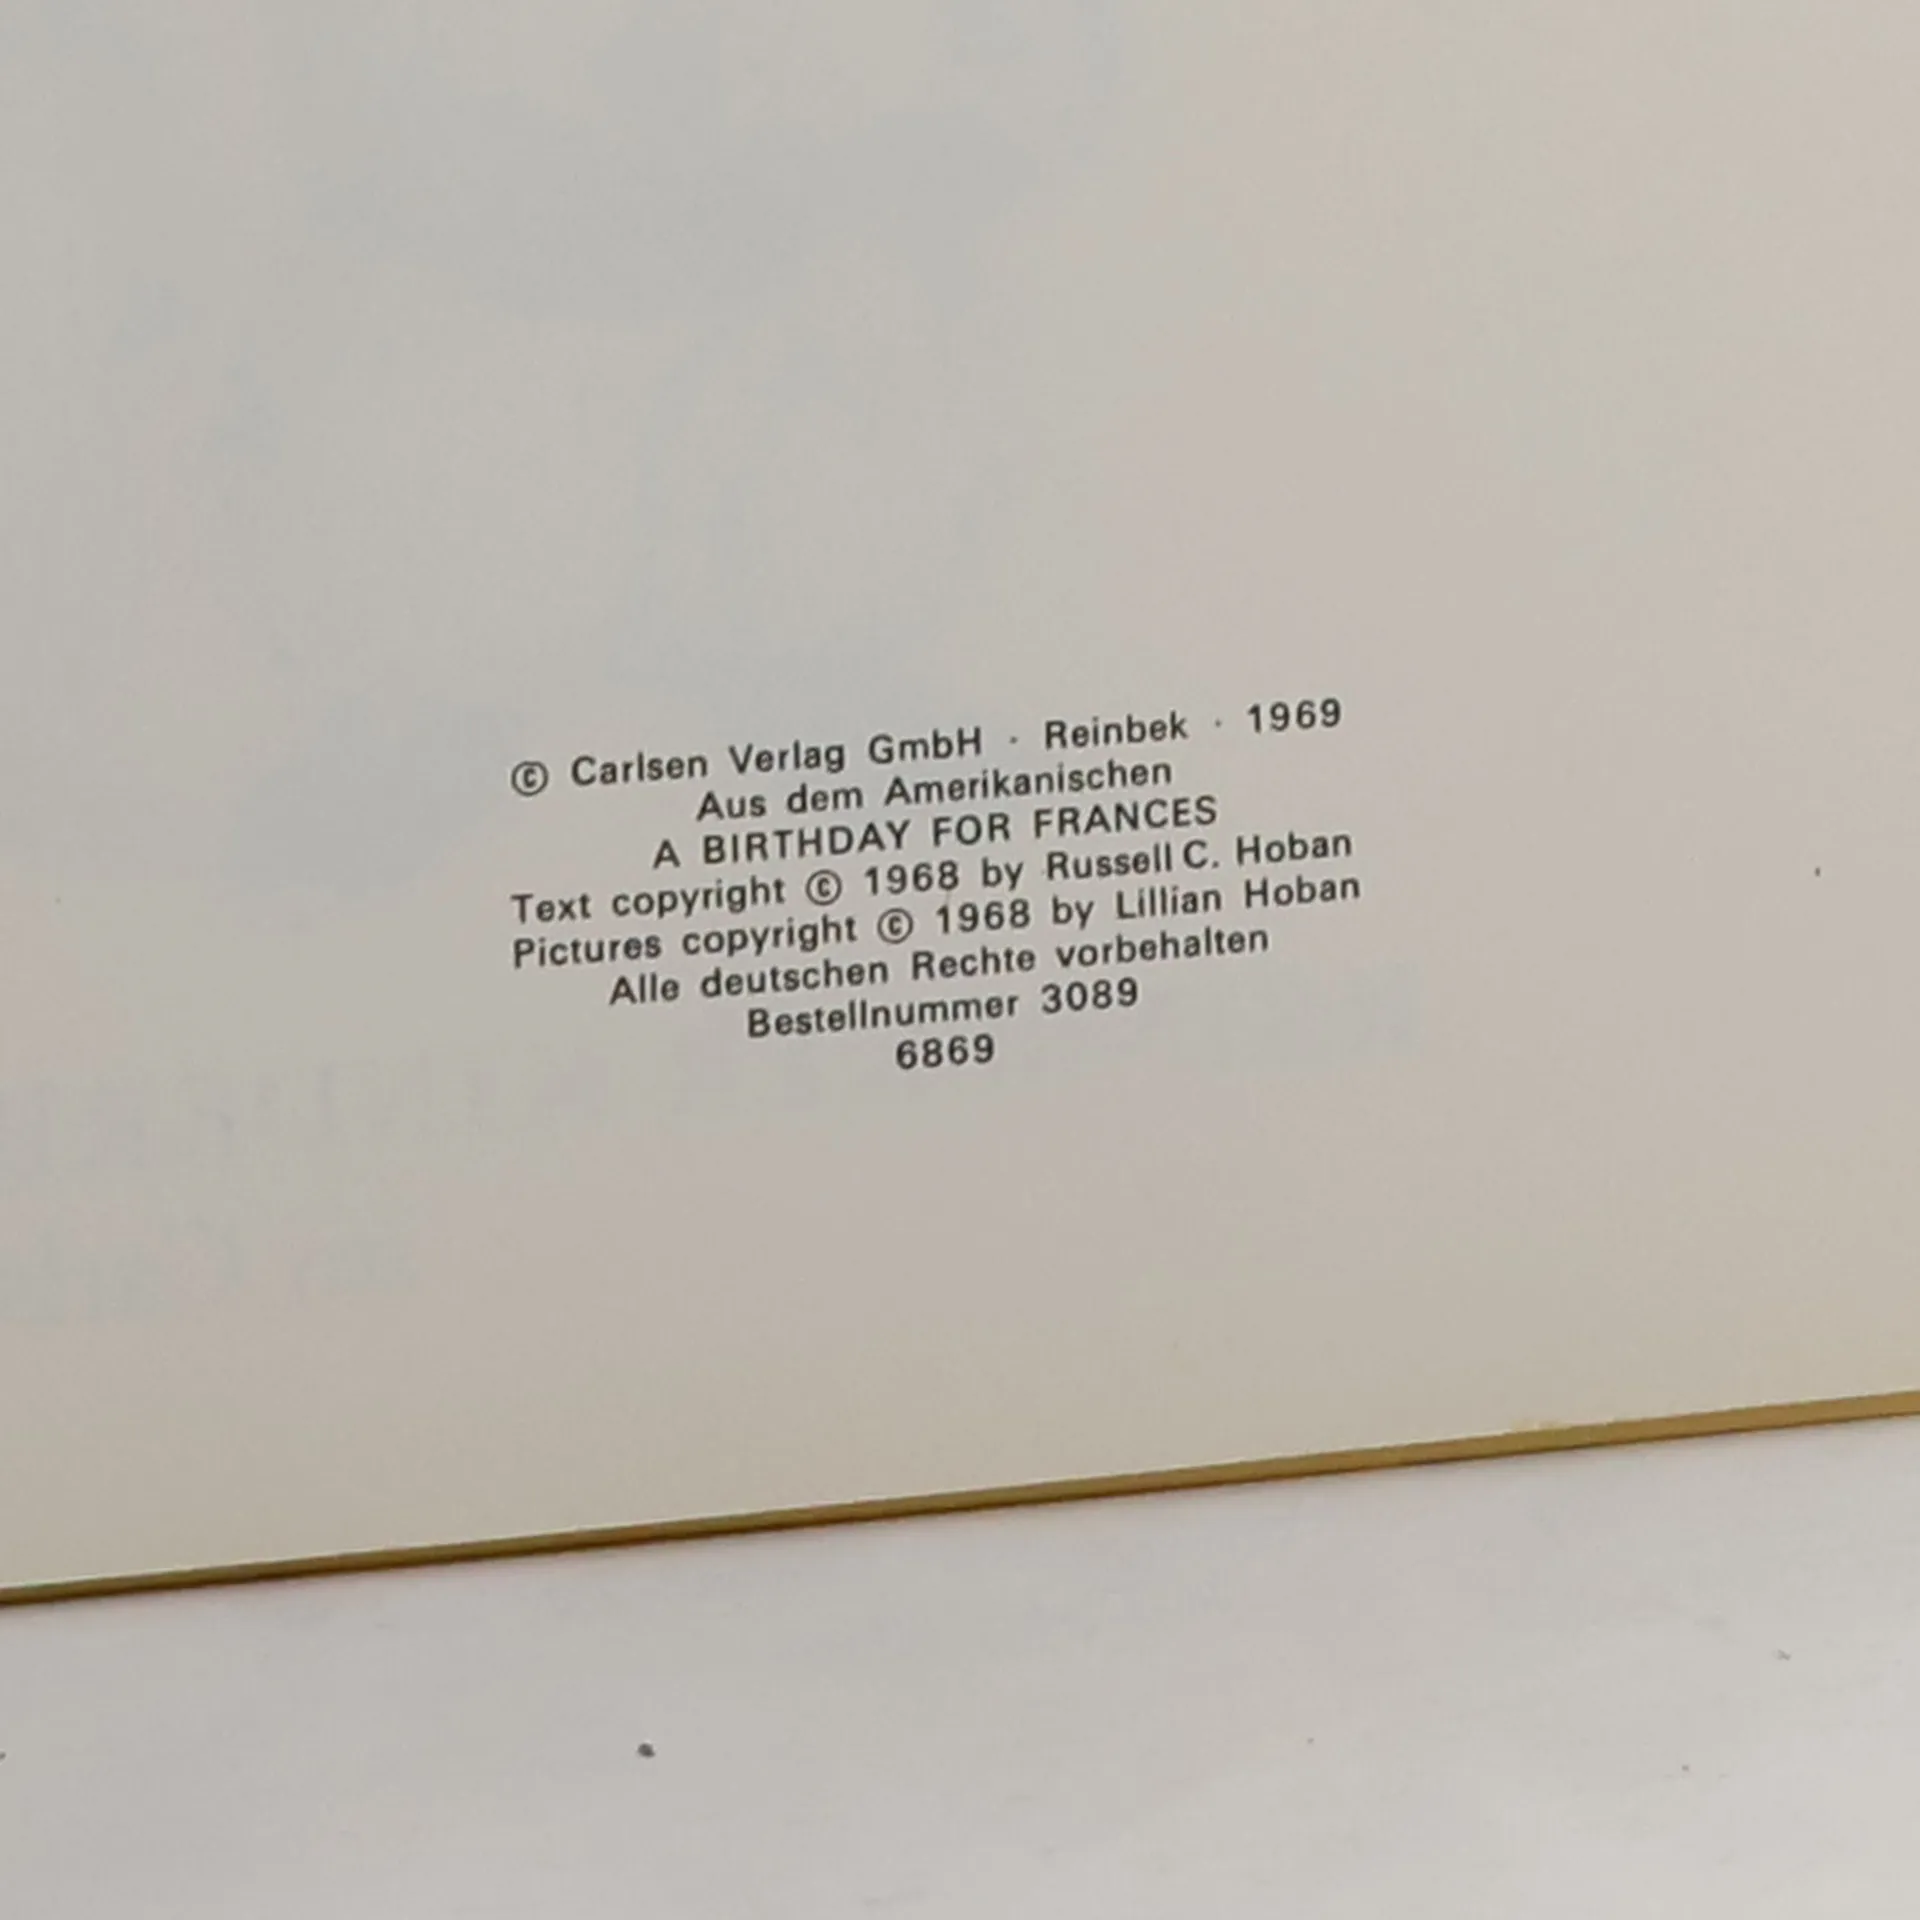 © Carlsen Verlag GmbH · Reinbek · 1969
Aus dem Amerikanischen
A BIRTHDAY FOR FRANCES
Text copyright © 1968 by Russell C. Hoban
Pictures copyright © 1968 by Lillian Hoban
Alle deutschen Rechte vorbehalten
Bestellnummer 3089
6869